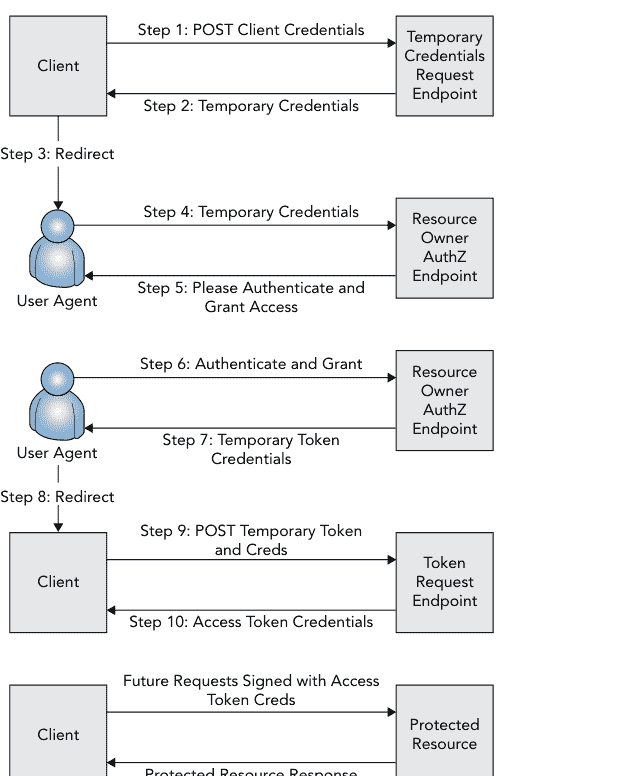 Step 1: POST Client Credentials
Client
Temporary
Credentials
Request
Endpoint
Step 2: Temporary Credentials
Step 3: Redirect
Step 4: Temporary Credentials
Resource
Owner
AuthZ
Endpoint
User Agent
Step 5: Please Authenticate and
Grant Access
Step 6: Authenticate and Grant
Resource
Owner
AuthZ
Endpoint
User Agent
Step 7: Temporary Token
Credentials
Step 8: Redirect
Step 9: POST Temporary Token
and Creds
Client
Token
Request
Endpoint
Step 10: Access Token Credentials
Future Requests Signed with Access
Token Creds
Client
Protected
Resource
Protected Resource Response